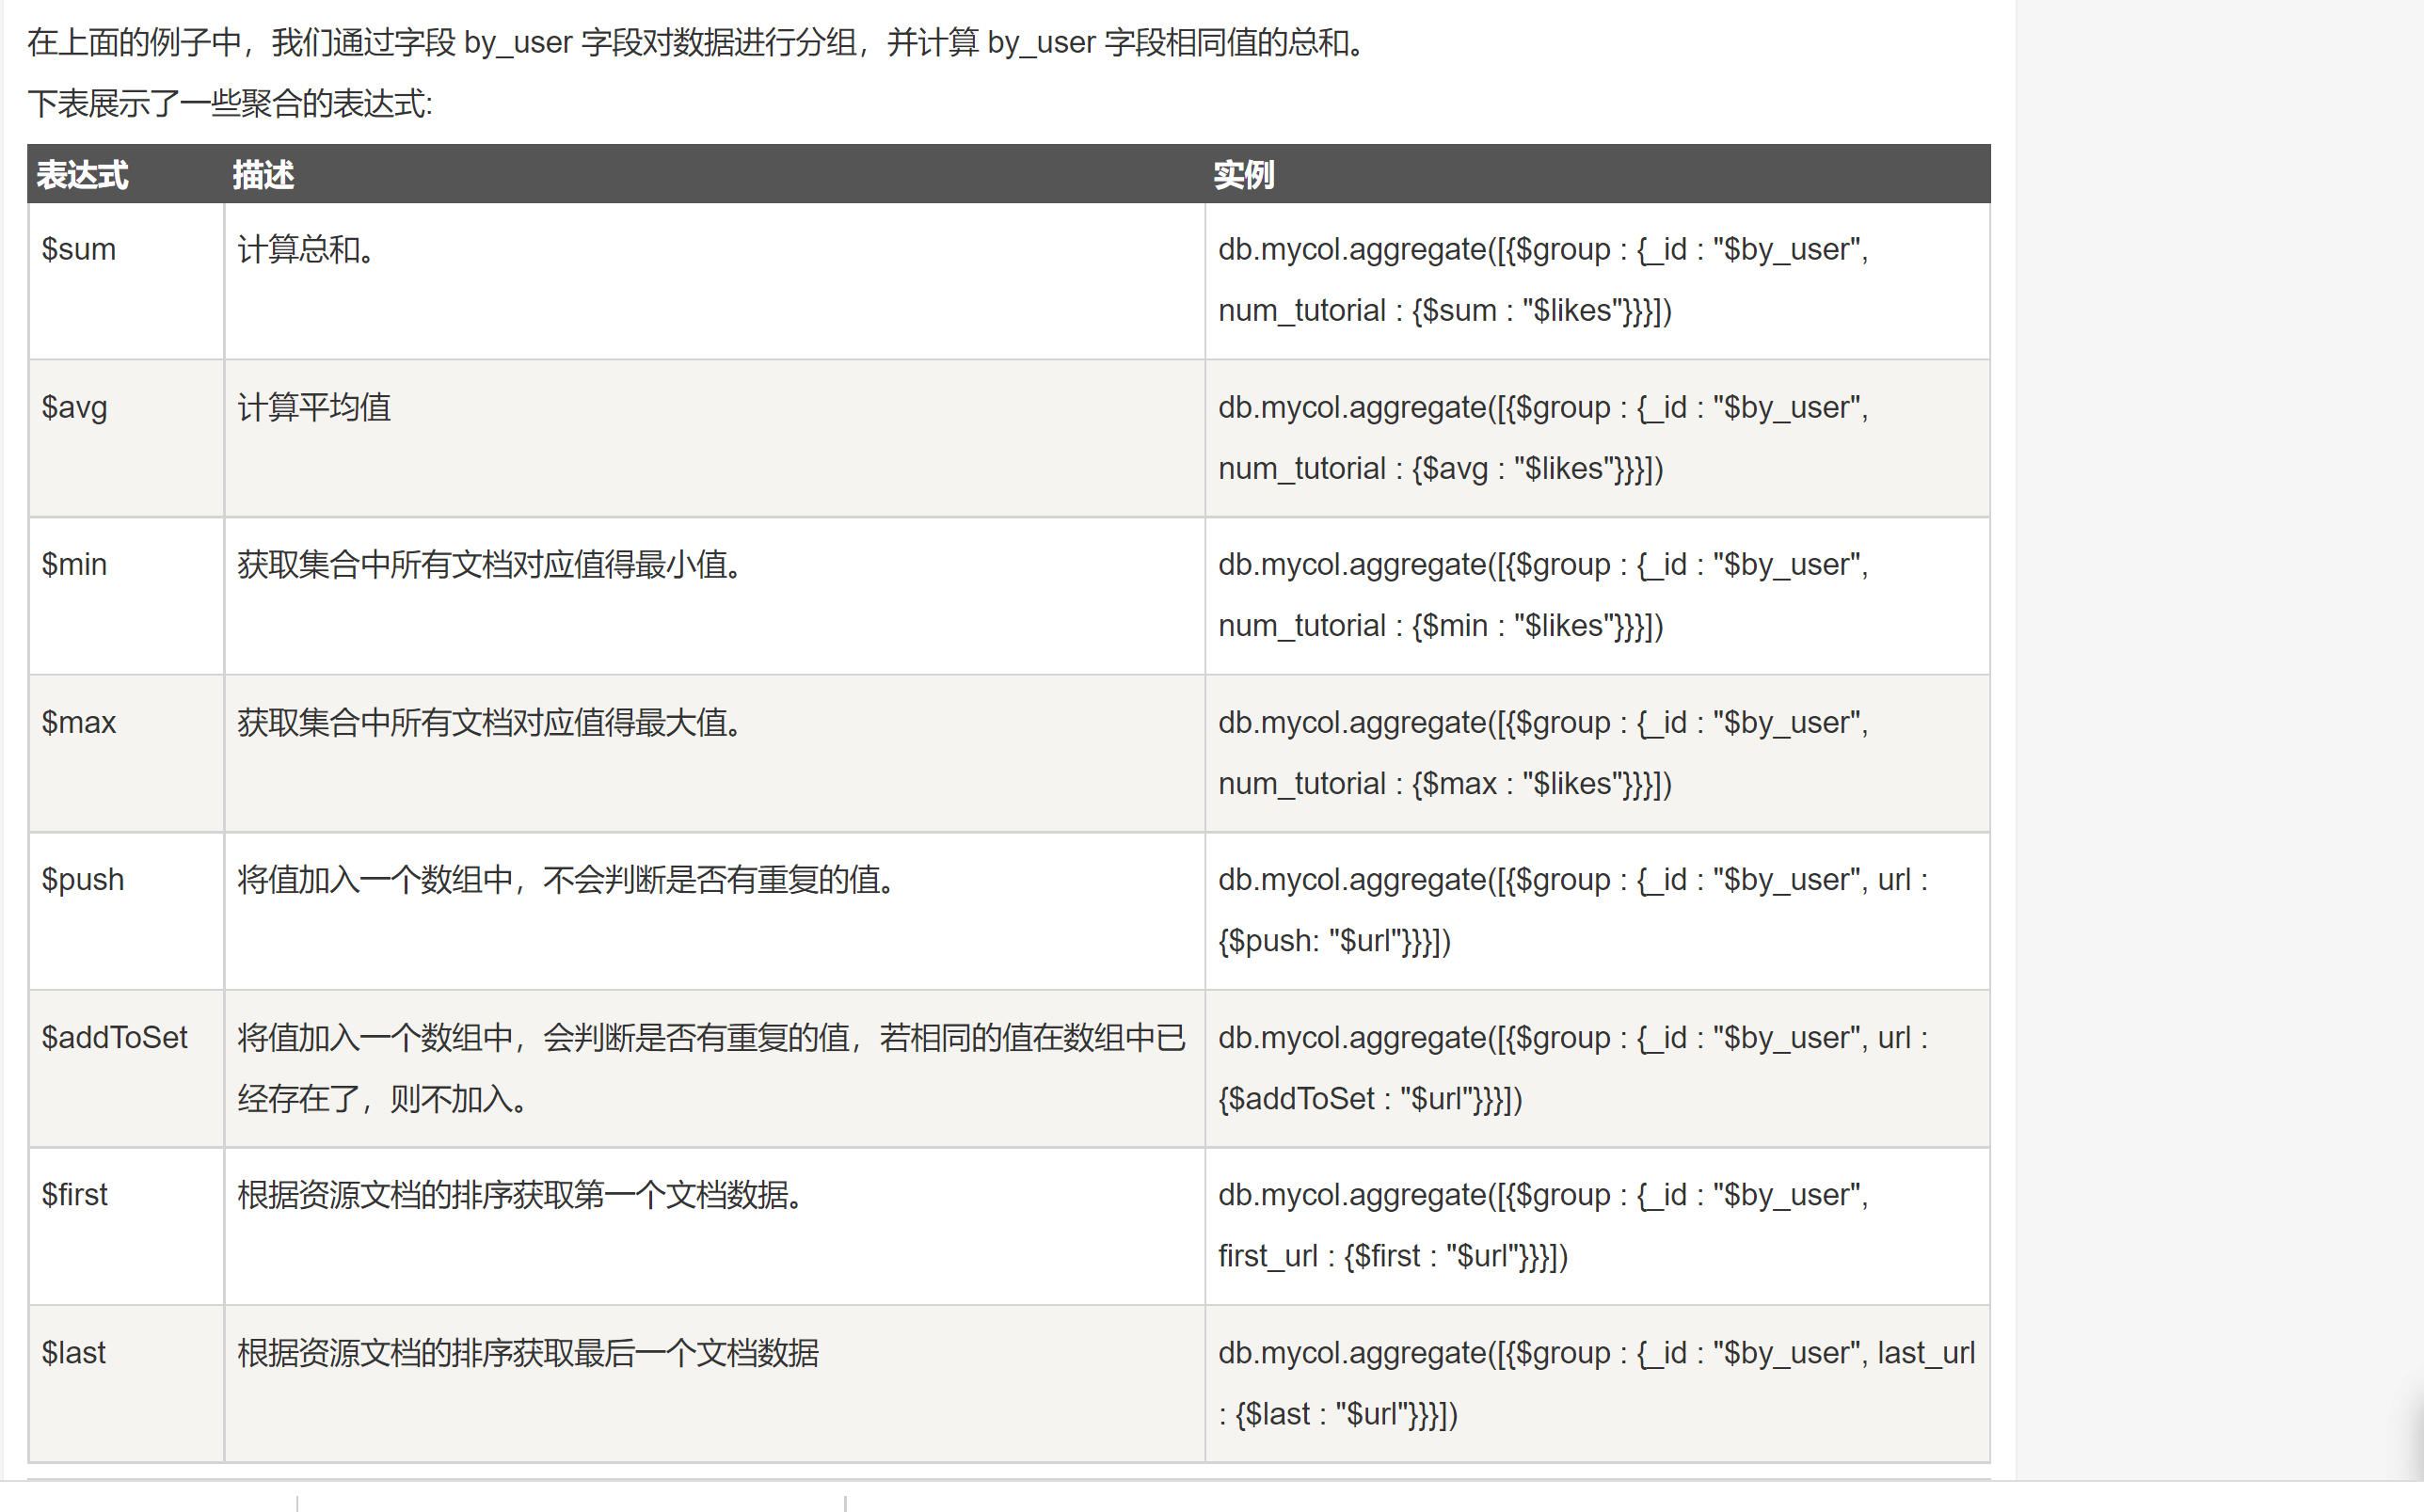 在上面的例子中，我们通过字段 by_user 字段对数据进行分组，并计算 by_user 字段相同值的总和。
下表展示了一些聚合的表达式:
表达式 描述 实例
$sum 计算总和。 db.mycol.aggregate([{$group : {_id : "$by_user",
num_tutorial : {$sum : "$likes"}}}])
$avg 计算平均值 db.mycol.aggregate([{$group : {_id : "$by_user",
num_tutorial : {$avg : "$likes"}}}])
$min 获取集合中所有文档对应值得最小值。 db.mycol.aggregate([{$group : {_id : "$by_user",
num_tutorial : {$min : "$likes"}}}])
$max 获取集合中所有文档对应值得最大值。 db.mycol.aggregate([{$group : {_id : "$by_user",
num_tutorial : {$max : "$likes"}}}])
$push 将值加入一个数组中，不会判断是否有重复的值。 db.mycol.aggregate([{$group : {_id : "$by_user", url :
{$push: "$url"}}}])
$addToSet 将值加入一个数组中，会判断是否有重复的值，若相同的值在数组中已 db.mycol.aggregate([{$group : {_id : "$by_user", url :
经存在了，则不加入。 {$addToSet : "$url"}}}])
$first 根据资源文档的排序获取第一个文档数据。 db.mycol.aggregate([{$group : {_id : "$by_user",
first_url : {$first : "$url"}}}])
$last 根据资源文档的排序获取最后一个文档数据 db.mycol.aggregate([{$group : {_id : "$by_user", last_url
: {$last : "$url"}}}])